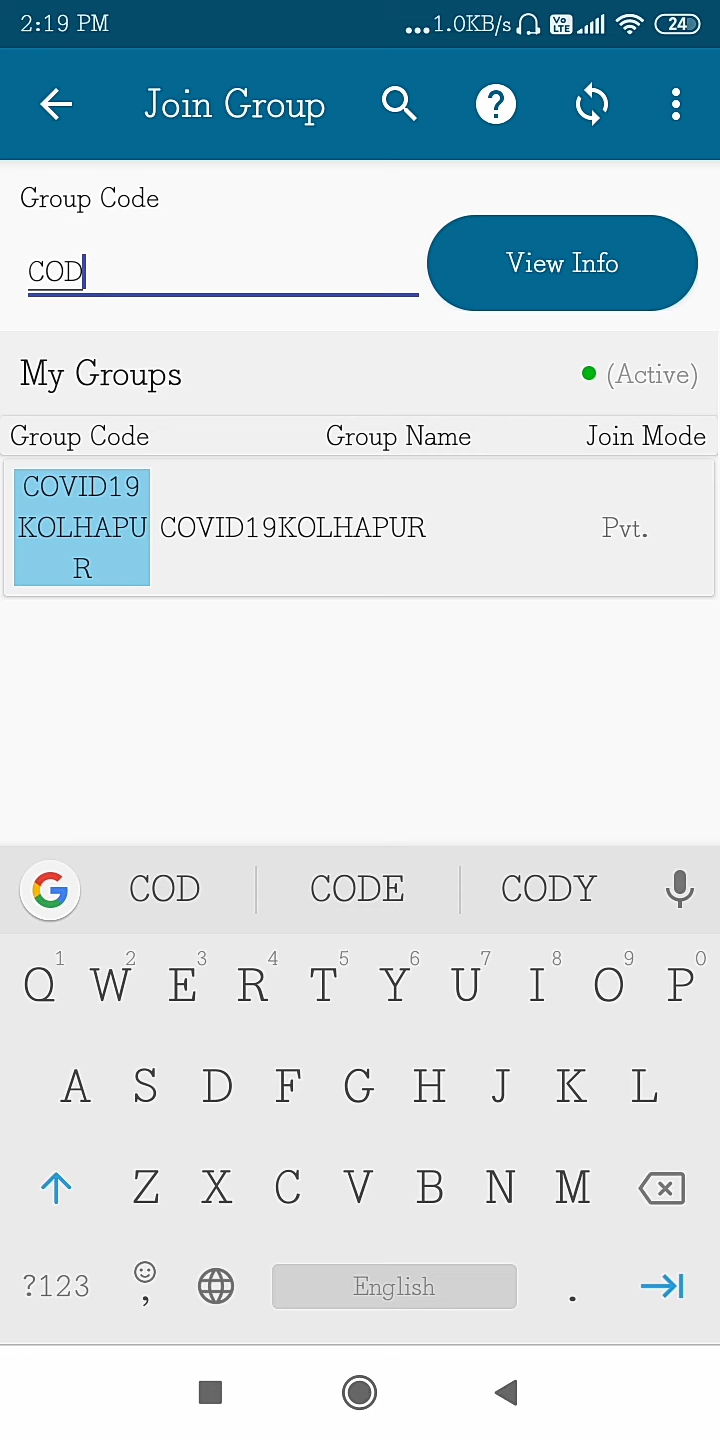 2:19 PM ...1.0KB/s Vo LTE 24
Join Group ?
Group Code
COD
View Info
My Groups (Active)
Group Code Group Name Join Mode
COVID19
KOLHAPU
R
COVID19KOLHAPUR Pvt.
G COD CODE CODY
1 2 3 4 5 6 7 8 9 0
Q W E R T Y U I O P
A S D F G H J K L
Z X C V B N M
?123 , English .